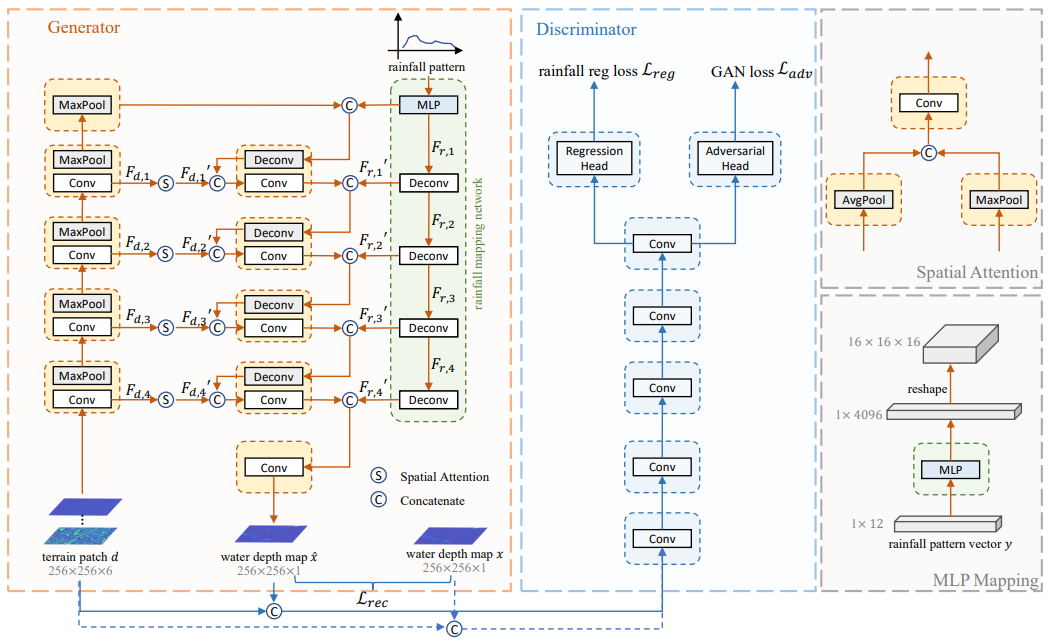 Generator
rainfall pattern
MaxPool
C
MLP
MaxPool
Conv
F_{d,1}
S
F_{d,1}'
C
Deconv
Conv
C
F_{r,1}'
F_{r,1}
Deconv
MaxPool
Conv
F_{d,2}
S
F_{d,2}'
C
Deconv
Conv
C
F_{r,2}'
F_{r,2}
Deconv
MaxPool
Conv
F_{d,3}
S
F_{d,3}'
C
Deconv
Conv
C
F_{r,3}'
F_{r,3}
Deconv
MaxPool
Conv
F_{d,4}
S
F_{d,4}'
C
Deconv
Conv
C
F_{r,4}'
F_{r,4}
Deconv
rainfall mapping network
Conv
S Spatial Attention
C Concatenate
terrain patch d
256×256×6
water depth map x̂
256×256×1
water depth map x
256×256×1
ℒ_{rec}
C
C
Discriminator
rainfall reg loss ℒ_{reg}
GAN loss ℒ_{adv}
Regression
Head
Adversarial
Head
Conv
Conv
Conv
Conv
Conv
Conv
C
AvgPool
MaxPool
Spatial Attention
16 × 16 × 16
reshape
1× 4096
MLP
1× 12
rainfall pattern vector y
MLP Mapping